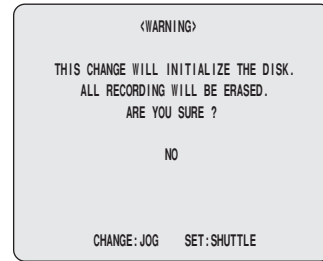 <WARNING>
THIS CHANGE WILL INITIALIZE THE DISK.
ALL RECORDING WILL BE ERASED.
ARE YOU SURE ?
NO
CHANGE:JOG SET:SHUTTLE